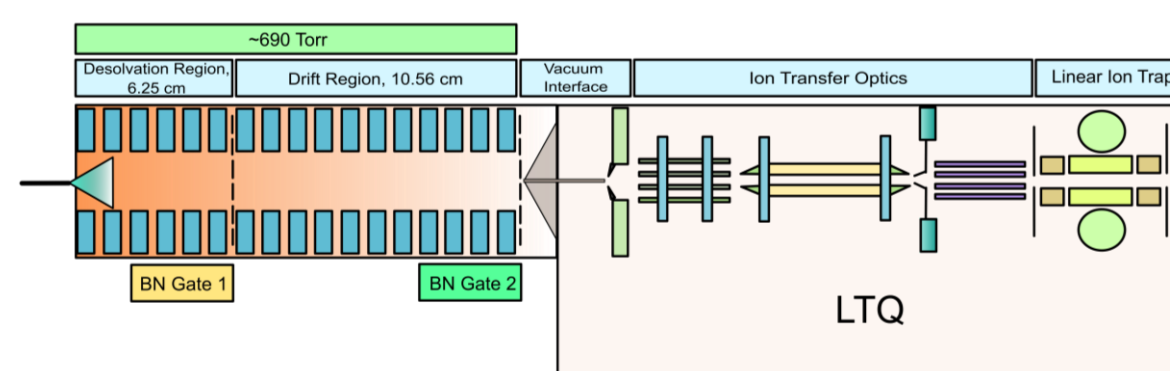 ~690 Torr
Desolvation Region,
6.25 cm
Drift Region, 10.56 cm
Vacuum
Interface
Ion Transfer Optics
Linear Ion Trap
BN Gate 1
BN Gate 2
LTQ